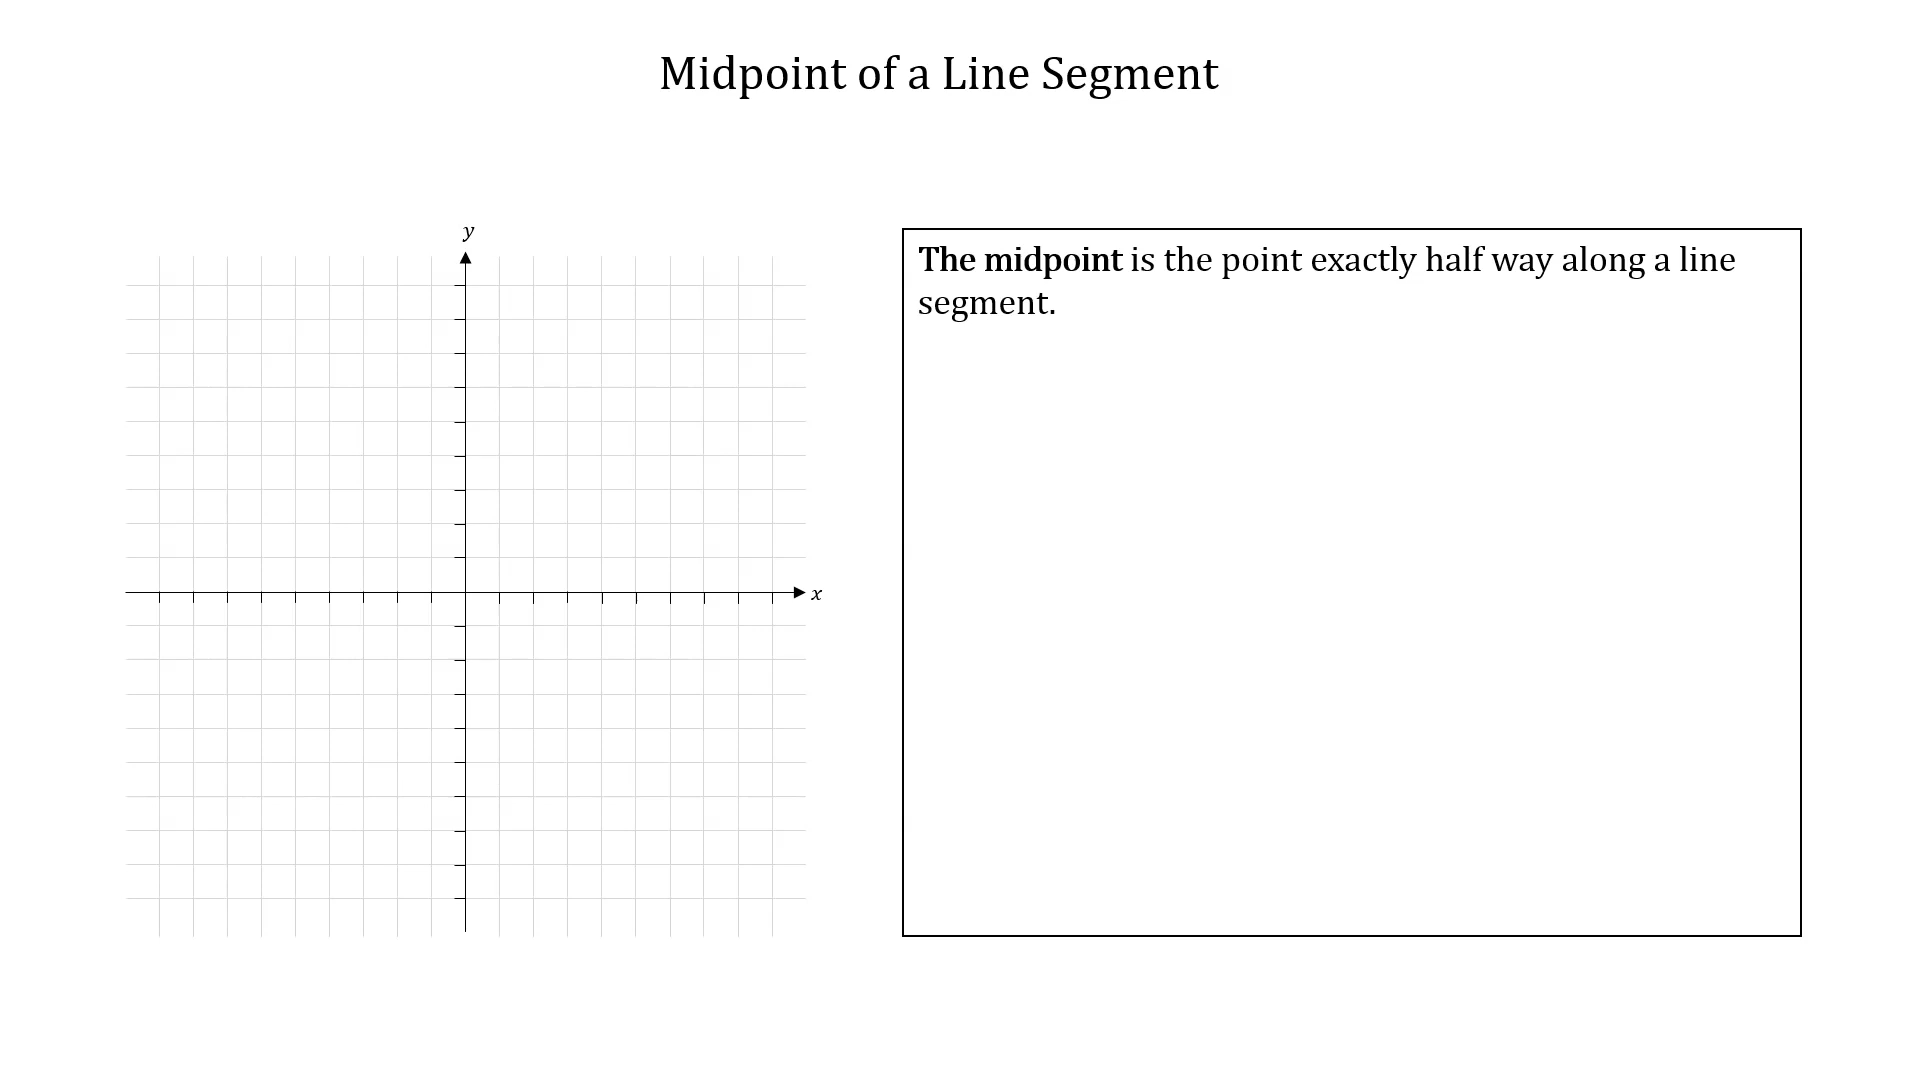 Midpoint of a Line Segment
y
The midpoint is the point exactly half way along a line
segment.
x